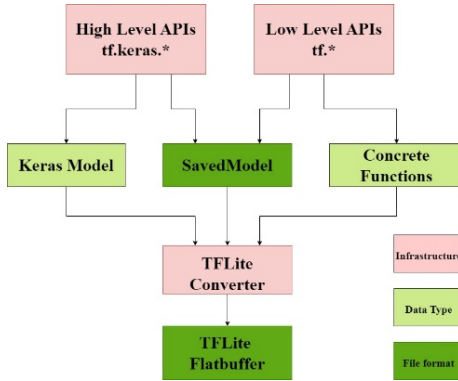 High Level APIs
tf.keras.*
Low Level APIs
tf.*
Keras Model
SavedModel
Concrete
Functions
TFLite
Converter
TFLite
Flatbuffer
Infrastructure
Data Type
File format